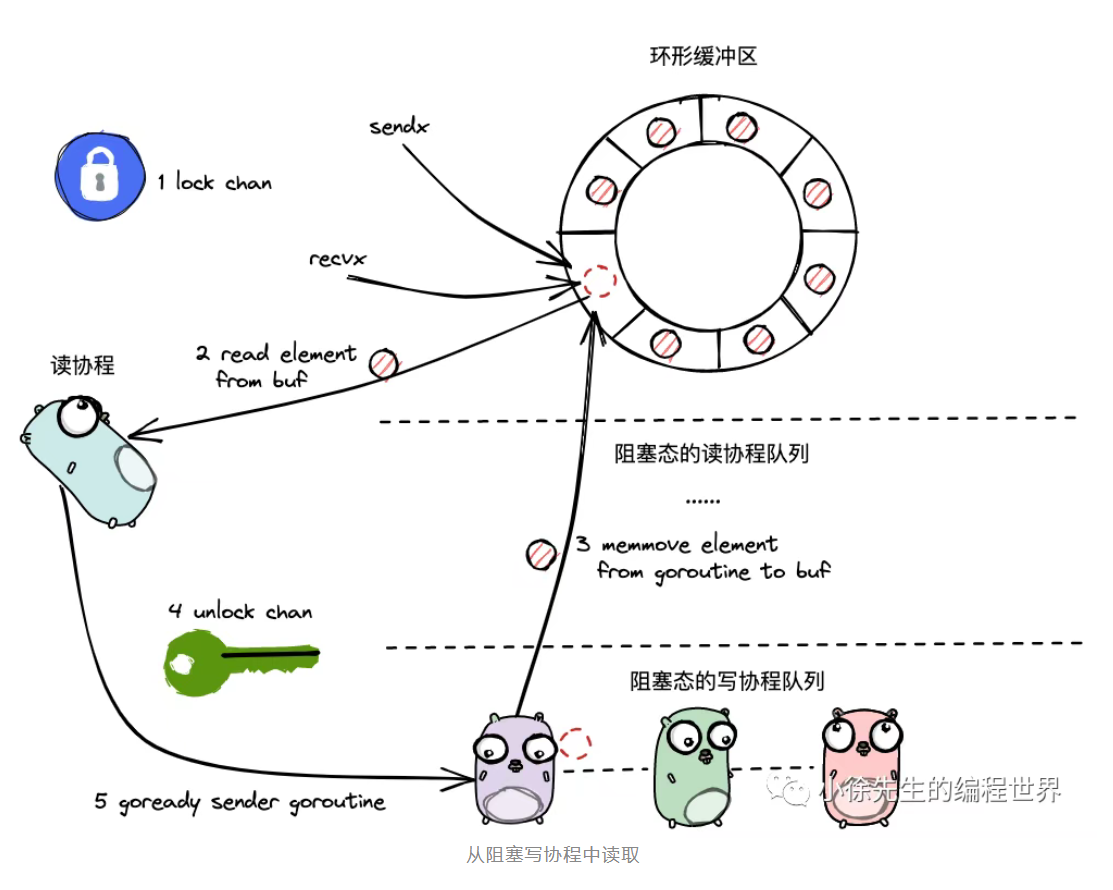 环形缓冲区
sendx
1 lock chan
recvx
2 read element
from buf
读协程
阻塞态的读协程队列
......
3 memmove element
from goroutine to buf
4 unlock chan
阻塞态的写协程队列
5 goready sender goroutine
小徐先生的编程世界
从阻塞写协程中读取